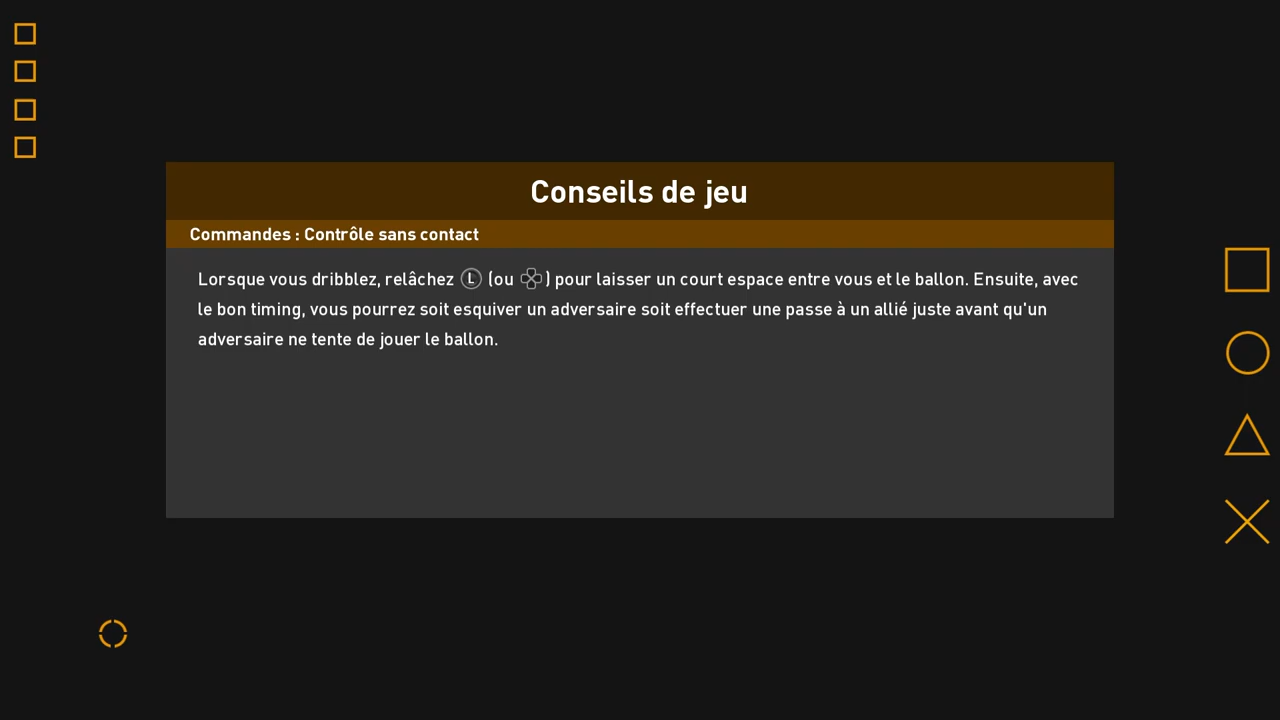 Conseils de jeu
Commandes : Contrôle sans contact
Lorsque vous dribblez, relâchez L (ou ) pour laisser un court espace entre vous et le ballon. Ensuite, avec
le bon timing, vous pourrez soit esquiver un adversaire soit effectuer une passe à un allié juste avant qu'un
adversaire ne tente de jouer le ballon.